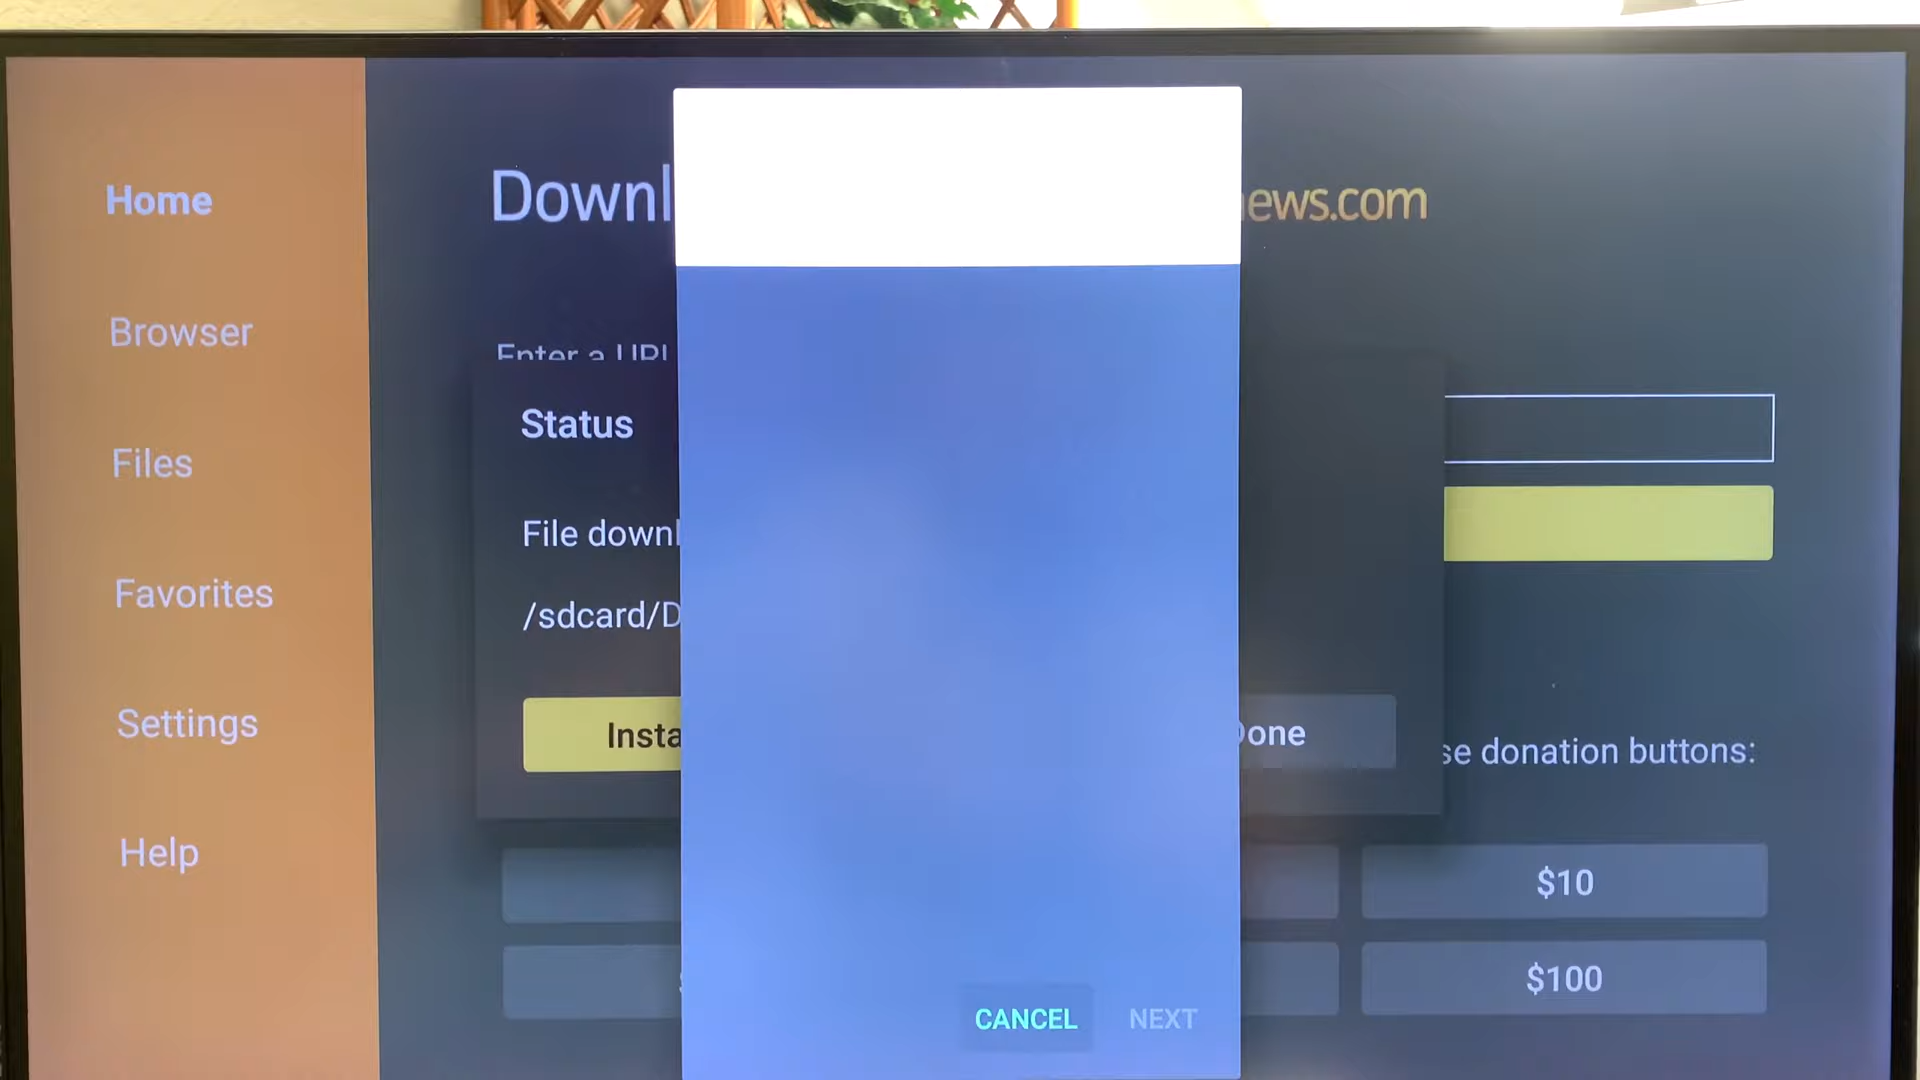 Home
Browser
Files
Favorites
Settings
Help
Downl
ews.com
Enter a URL
Status
File downl
/sdcard/D
Insta
Done
se donation buttons:
$10
$100
CANCEL
NEXT